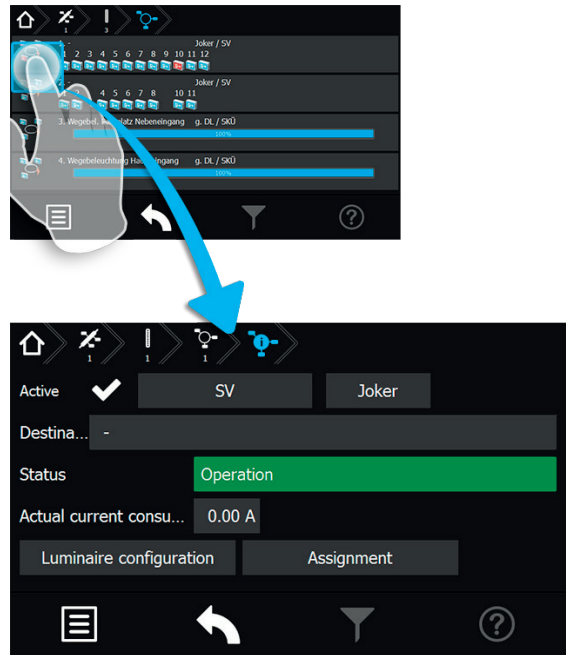 1 3
1. - Joker / SV
1 2 3 4 5 6 7 8 9 10 11 12
Joker / SV
4 5 6 7 8 10 11
3. Wegebel. Nebeneingang g. DL / SKÜ
100%
4. Wegebeleuchtung g. DL / SKÜ
100%
?
1 1 1 i
Active SV Joker
Destina... -
Status Operation
Actual current consu... 0.00 A
Luminaire configuration Assignment
?